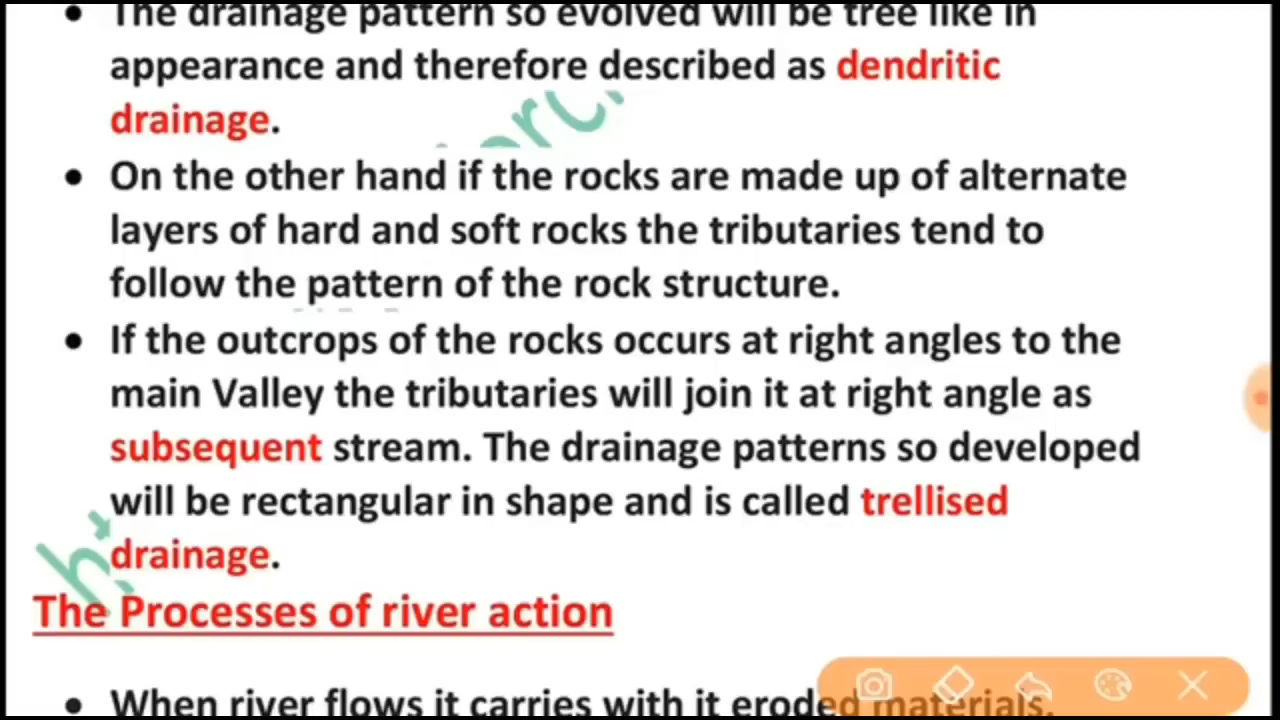 • The drainage pattern so evolved will be tree like in
appearance and therefore described as dendritic
drainage.
• On the other hand if the rocks are made up of alternate
layers of hard and soft rocks the tributaries tend to
follow the pattern of the rock structure.
• If the outcrops of the rocks occurs at right angles to the
main Valley the tributaries will join it at right angle as
subsequent stream. The drainage patterns so developed
will be rectangular in shape and is called trellised
drainage.
The Processes of river action
• When river flows it carries with it eroded materials.